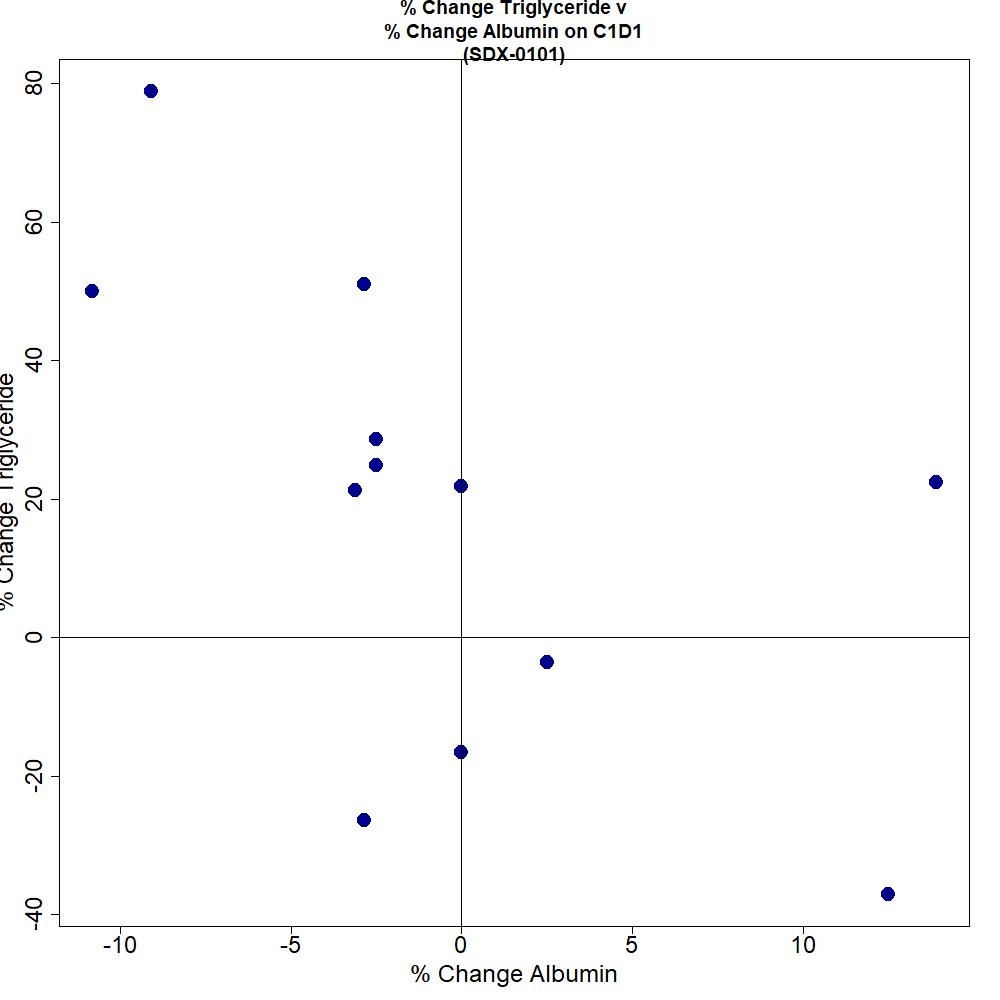 % Change Triglyceride v
% Change Albumin on C1D1
(SDX-0101)
80
60
40
20
0
-20
-40
% Change Triglyceride
-10
-5
0
5
10
% Change Albumin